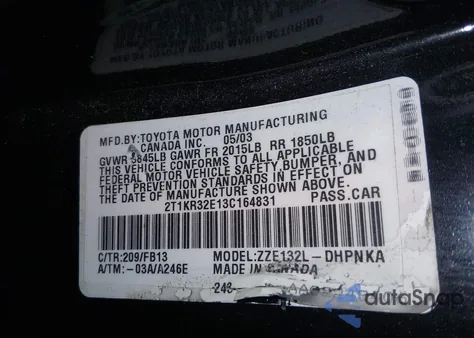 MFD.BY:TOYOTA MOTOR MANUFACTURING
CANADA INC. 05/03
GVWR 3845LB GAWR FR 2015LB RR 1850LB
THIS VEHICLE CONFORMS TO ALL APPLICABLE
FEDERAL MOTOR VEHICLE SAFETY, BUMPER, AND
THEFT PREVENTION STANDARDS IN EFFECT ON
THE DATE OF MANUFACTURE SHOWN ABOVE.
2T1KR32E13C164831 PASS.CAR
C/TR:209/FB13 MODEL:ZZE132L-DHPNKA
A/TM:-03A/A246E MADE IN CANADA
248
autoSnap